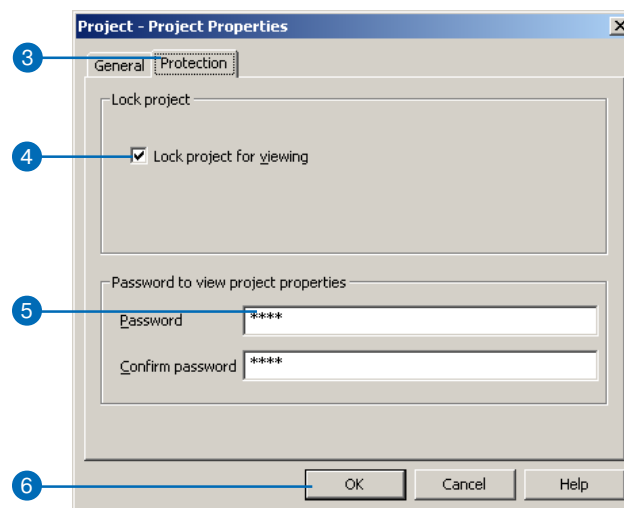 Project - Project Properties
3
General Protection
Lock project
4
Lock project for viewing
Password to view project properties
5
Password ****
Confirm password ****
6
OK Cancel Help